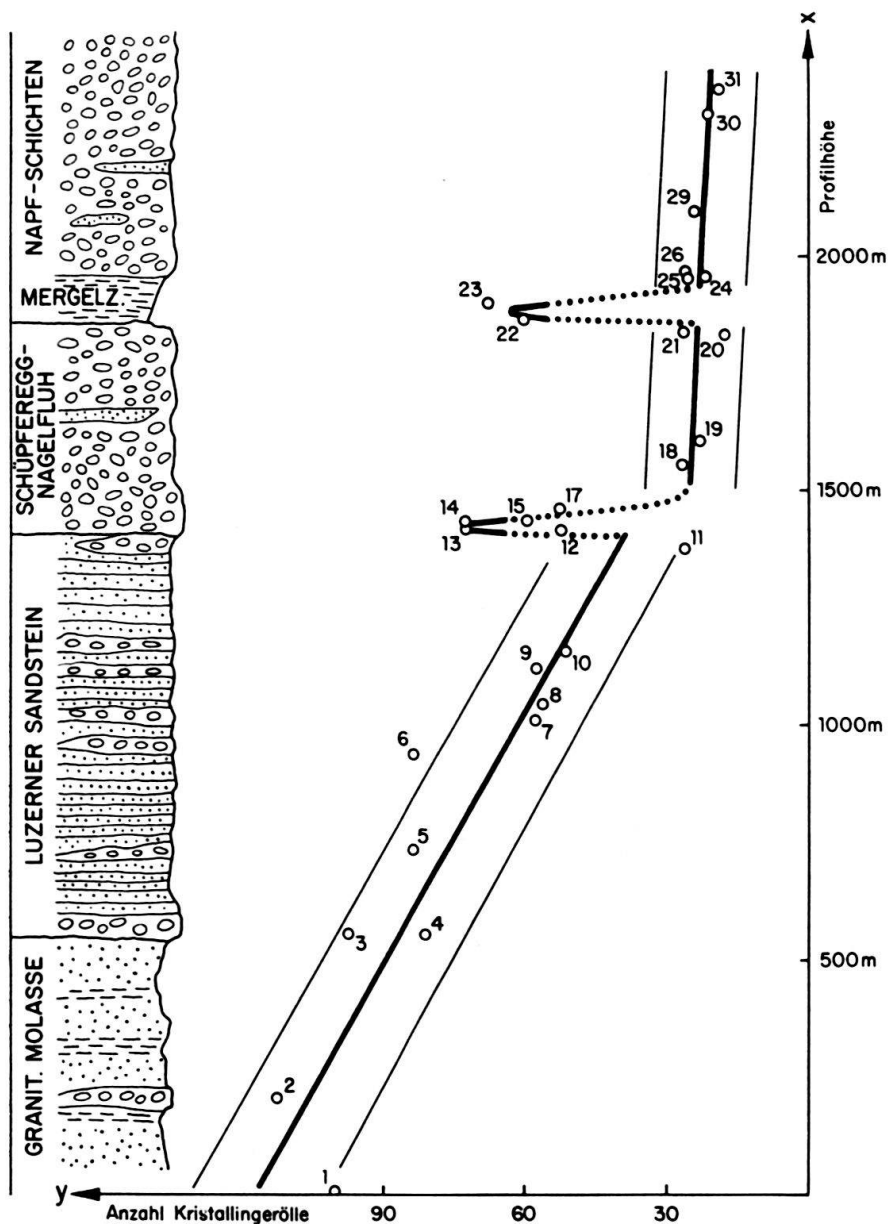 NAPF-SCHICHTEN
MERGELZ.
SCHÜPFEREGG-
NAGELFLUH
LUZERNER SANDSTEIN
GRANIT. MOLASSE
x
Profilhöhe
2000m
1500m
1000m
500m
31
30
29
26
25
24
23
22
21
20
19
18
17
14
15
13
12
11
9
10
8
7
6
5
3
4
2
1
y
Anzahl Kristallingerölle
90
60
30